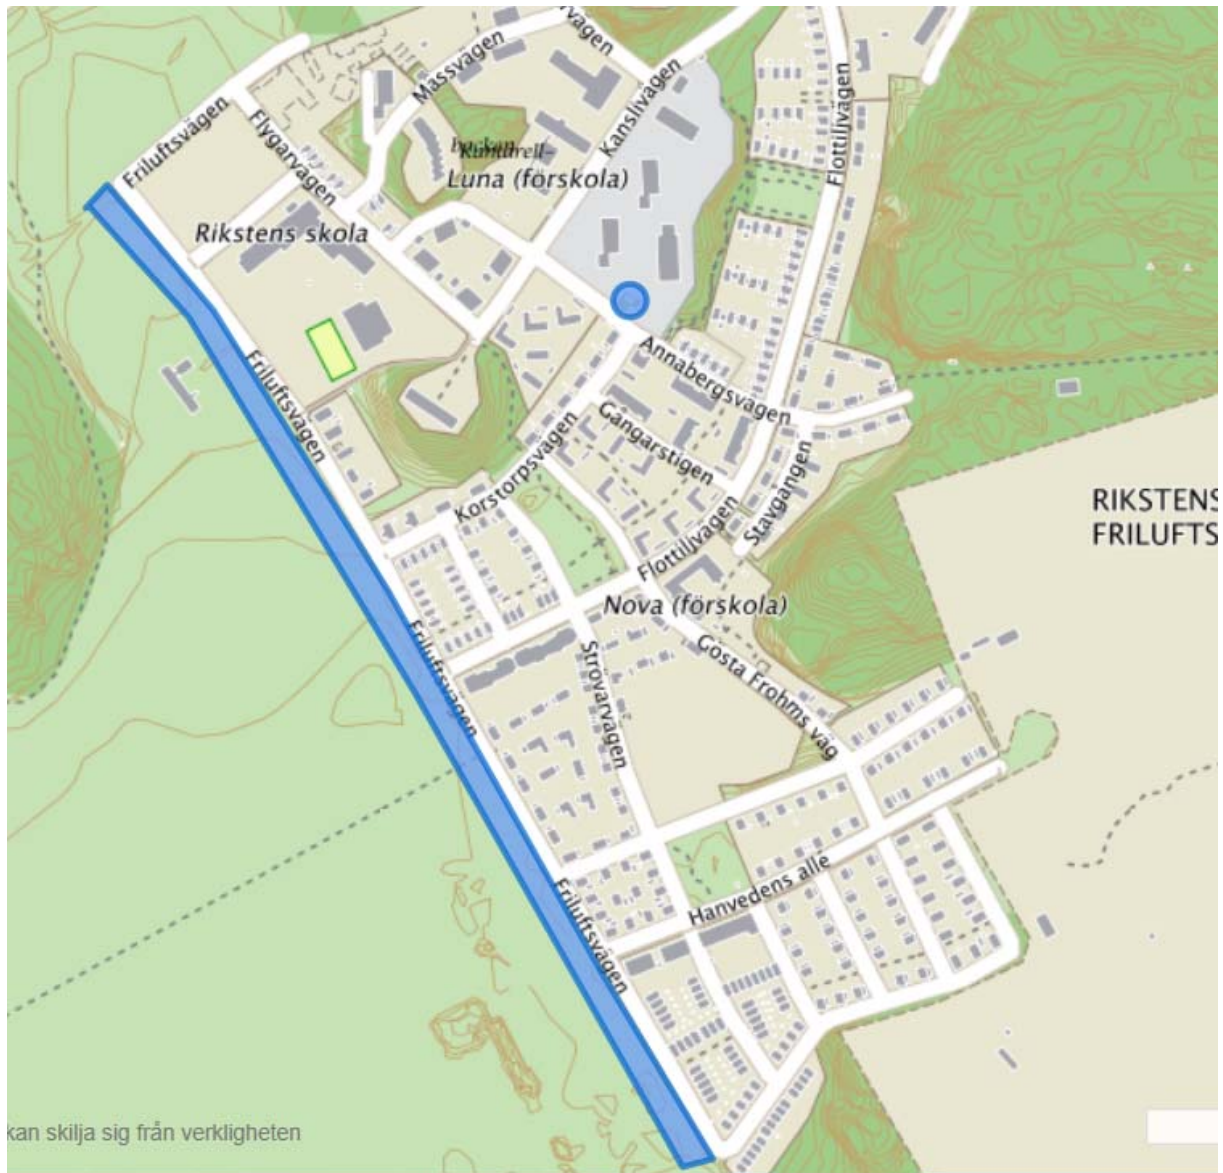 Mässvägen
Friluftsvägen
Flygarvägen
Kanslivägen
Flottiljvägen
Luna (förskola)
Rikstens skola
Friluftsvägen
Annabergsvägen
Gångarstigen
Korstorpsvägen
Stavgången
Flottiljvägen
RIKSTENS
FRILUFTS
Nova (förskola)
Friluftsvägen
Strövarvägen
Gösta Frohms väg
Hanvedens alle
Friluftsvägen
kan skilja sig från verkligheten